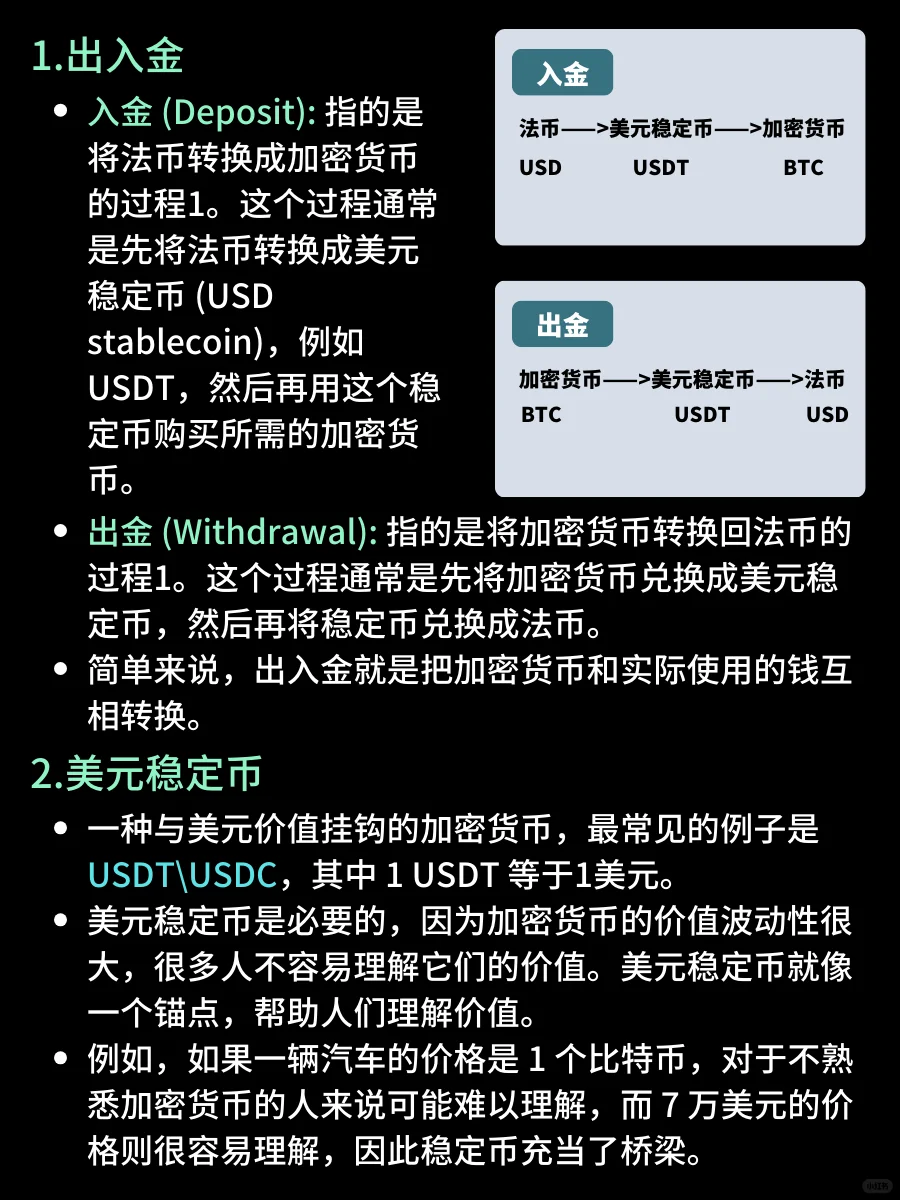 1.出入金
入金 (Deposit): 指的是
将法币转换成加密货币
的过程1。这个过程通常
是先将法币转换成美元
稳定币 (USD
stablecoin)，例如
USDT，然后再用这个稳
定币购买所需的加密货
币。
入金
法币——>美元稳定币——>加密货币
USD USDT BTC
出金
加密货币——>美元稳定币——>法币
BTC USDT USD
出金 (Withdrawal): 指的是将加密货币转换回法币的
过程1。这个过程通常是先将加密货币兑换成美元稳
定币，然后再将稳定币兑换成法币。
简单来说，出入金就是把加密货币和实际使用的钱互
相转换。
2.美元稳定币
一种与美元价值挂钩的加密货币，最常见的例子是
USDT\USDC，其中 1 USDT 等于1美元。
美元稳定币是必要的，因为加密货币的价值波动性很
大，很多人不容易理解它们的价值。美元稳定币就像
一个锚点，帮助人们理解价值。
例如，如果一辆汽车的价格是 1 个比特币，对于不熟
悉加密货币的人来说可能难以理解，而 7 万美元的价
格则很容易理解，因此稳定币充当了桥梁。
小红书